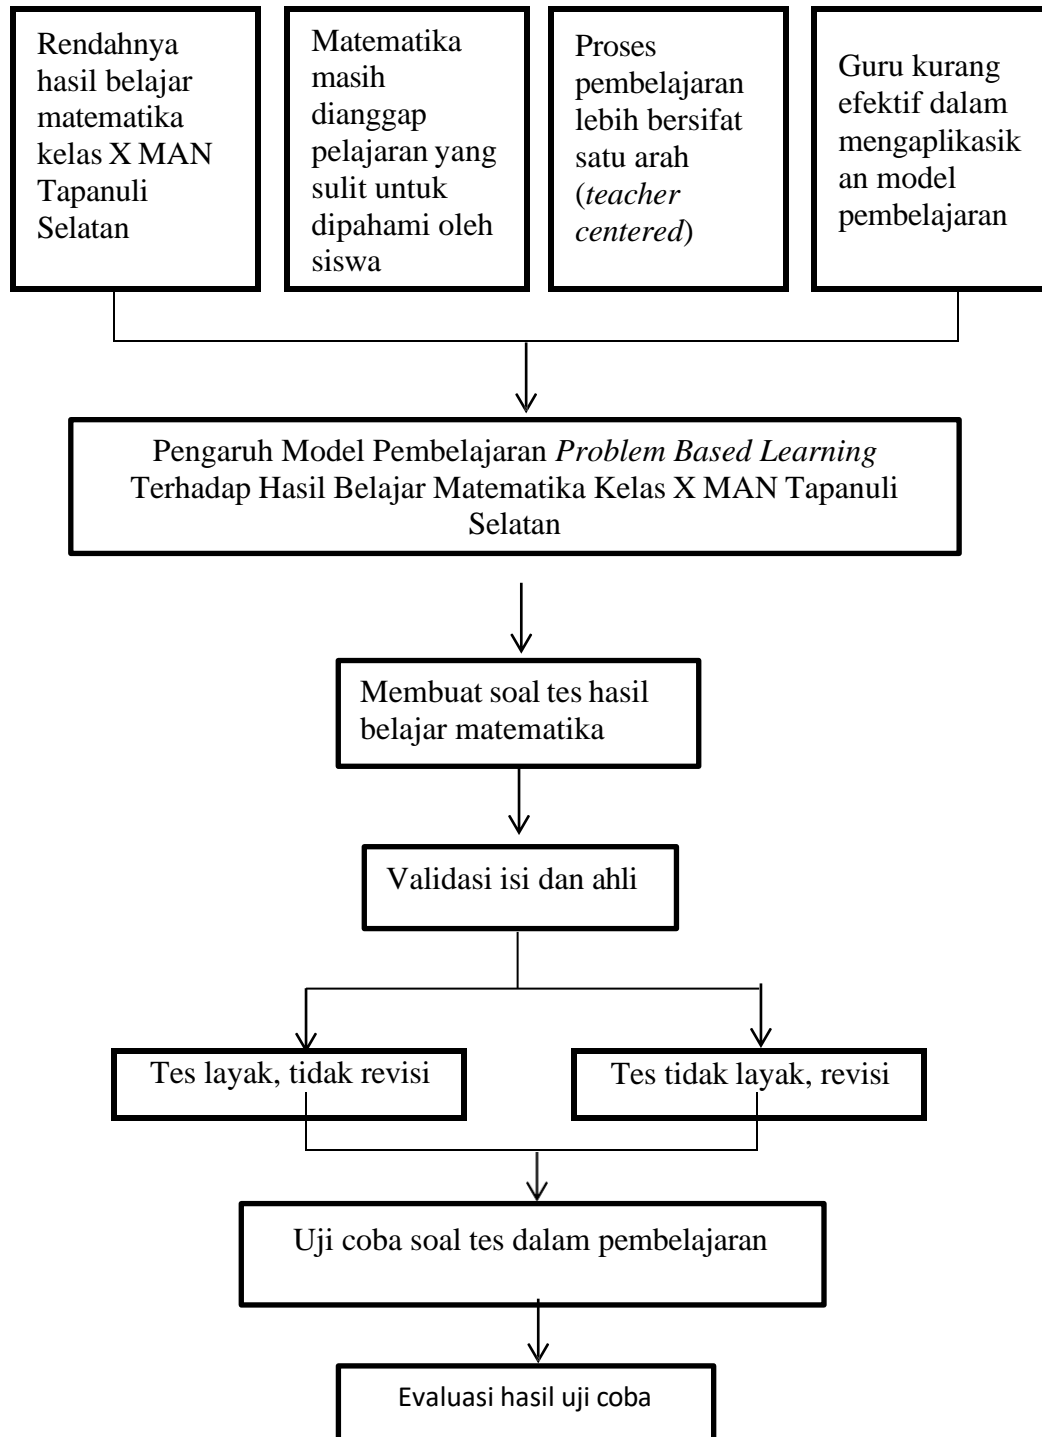 Rendahnya
hasil belajar
matematika
kelas X MAN
Tapanuli
Selatan
Matematika
masih
dianggap
pelajaran yang
sulit untuk
dipahami oleh
siswa
Proses
pembelajaran
lebih bersifat
satu arah
(teacher
centered)
Guru kurang
efektif dalam
mengaplikasik
an model
pembelajaran
Pengaruh Model Pembelajaran Problem Based Learning
Terhadap Hasil Belajar Matematika Kelas X MAN Tapanuli
Selatan
Membuat soal tes hasil
belajar matematika
Validasi isi dan ahli
Tes layak, tidak revisi
Tes tidak layak, revisi
Uji coba soal tes dalam pembelajaran
Evaluasi hasil uji coba